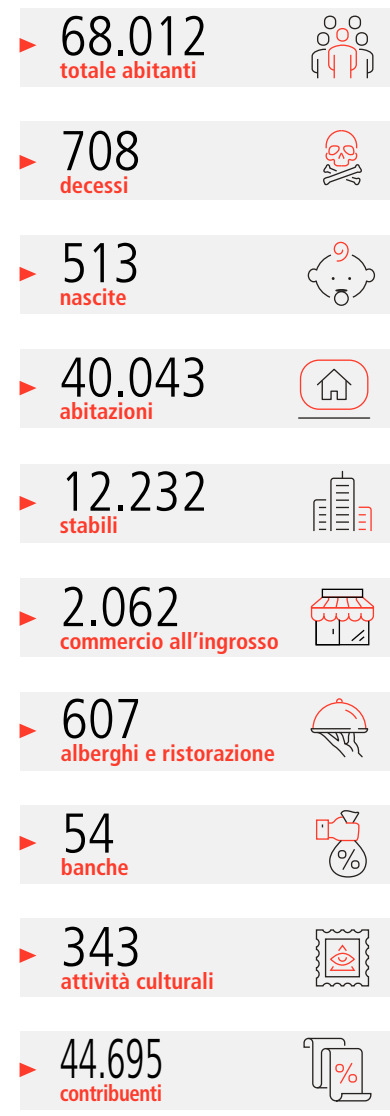 68.012
totale abitanti
708
decessi
513
nascite
40.043
abitazioni
12.232
stabili
2.062
commercio all'ingrosso
607
alberghi e ristorazione
54
banche
%
343
attività culturali
44.695
contribuenti
%